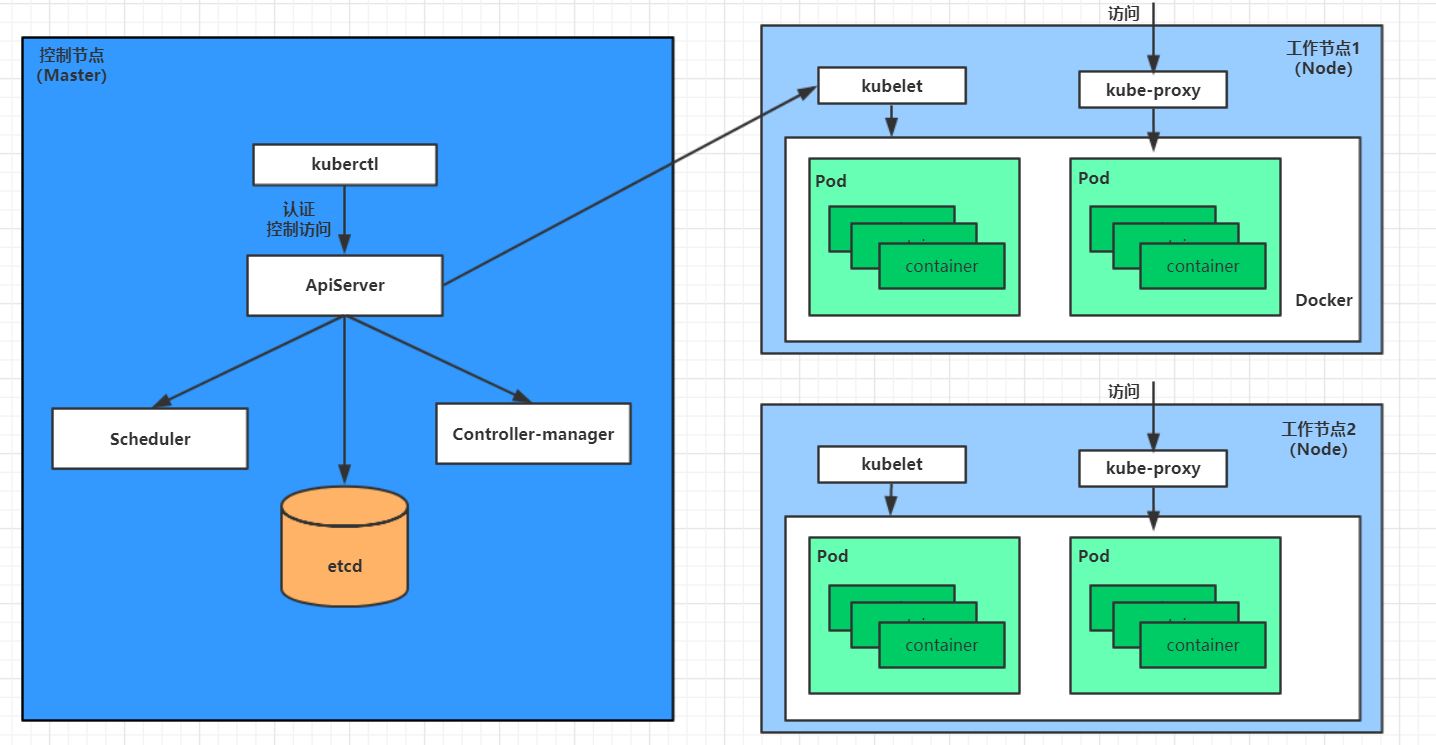 控制节点
(Master)
kuberctl
认证
控制访问
ApiServer
Scheduler
Controller-manager
etcd
访问
工作节点1
(Node)
kubelet
kube-proxy
Pod
container
Pod
container
Docker
访问
工作节点2
(Node)
kubelet
kube-proxy
Pod
container
Pod
container